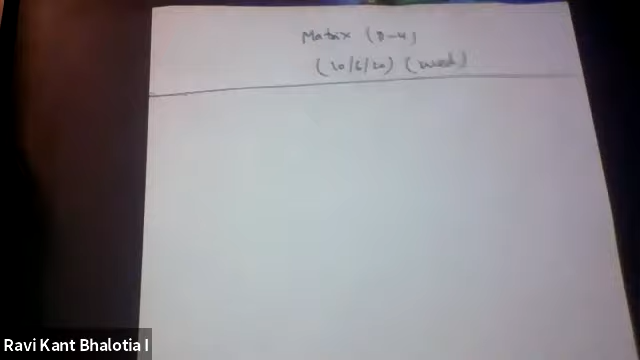 Matrix (D-4)
(10/6/20) (Wed)
Ravi Kant Bhalotia I